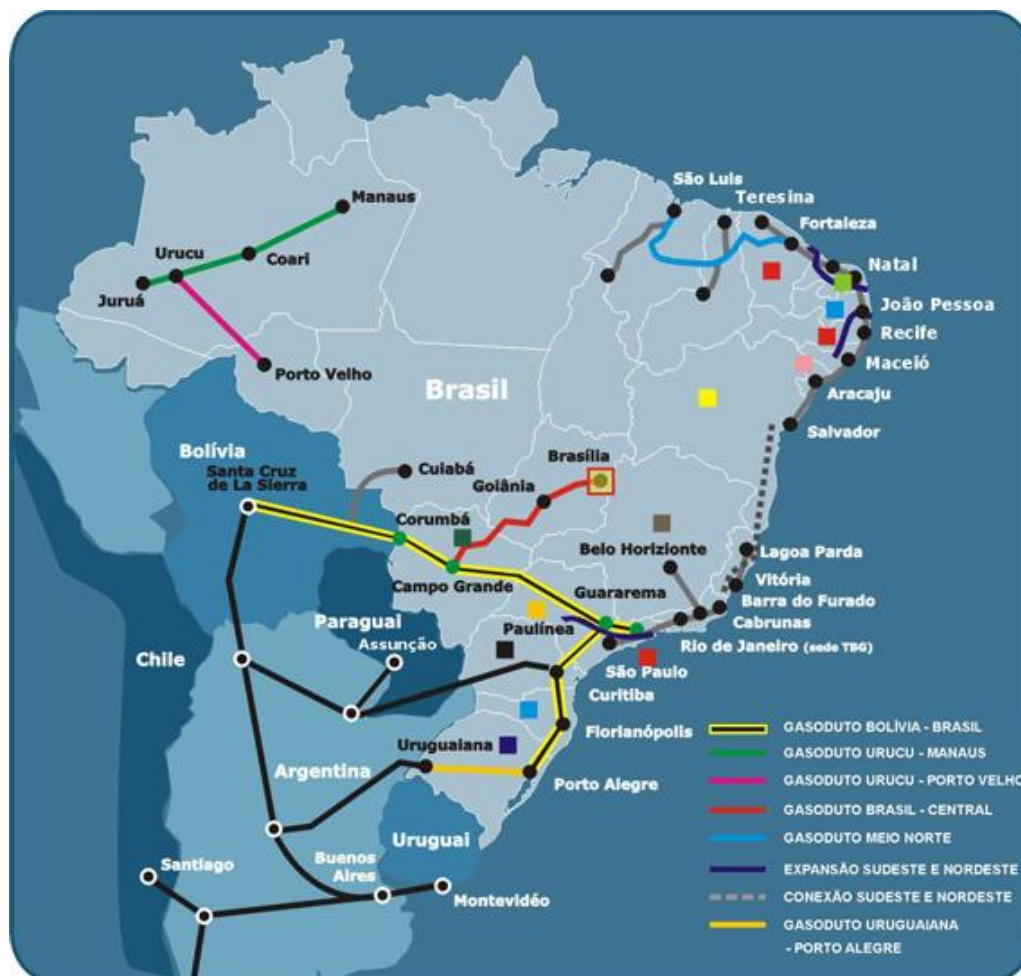 São Luis
Teresina
Manaus
Fortaleza
Urucu
Coari
Natal
Juruá
João Pessoa
Recife
Porto Velho
Maceió
Brasil
Aracaju
Salvador
Bolívia
Santa Cruz
de La Sierra
Cuiabá
Brasília
Goiânia
Corumbá
Belo Horizionte
Lagoa Parda
Campo Grande
Guararema
Vitória
Barra do Furado
Paraguai
Paulínea
Cabrunas
Assunção
Rio de Janeiro (sede TBG)
Chile
São Paulo
Curitiba
Florianópolis
Uruguaiana
Argentina
Porto Alegre
Uruguai
Santiago
Buenos
Aires
Montevidéo
GASODUTO BOLÍVIA - BRASIL
GASODUTO URUCU - MANAUS
GASODUTO URUCU - PORTO VELHO
GASODUTO BRASIL - CENTRAL
GASODUTO MEIO NORTE
EXPANSÃO SUDESTE E NORDESTE
CONEXÃO SUDESTE E NORDESTE
GASODUTO URUGUAIANA
- PORTO ALEGRE